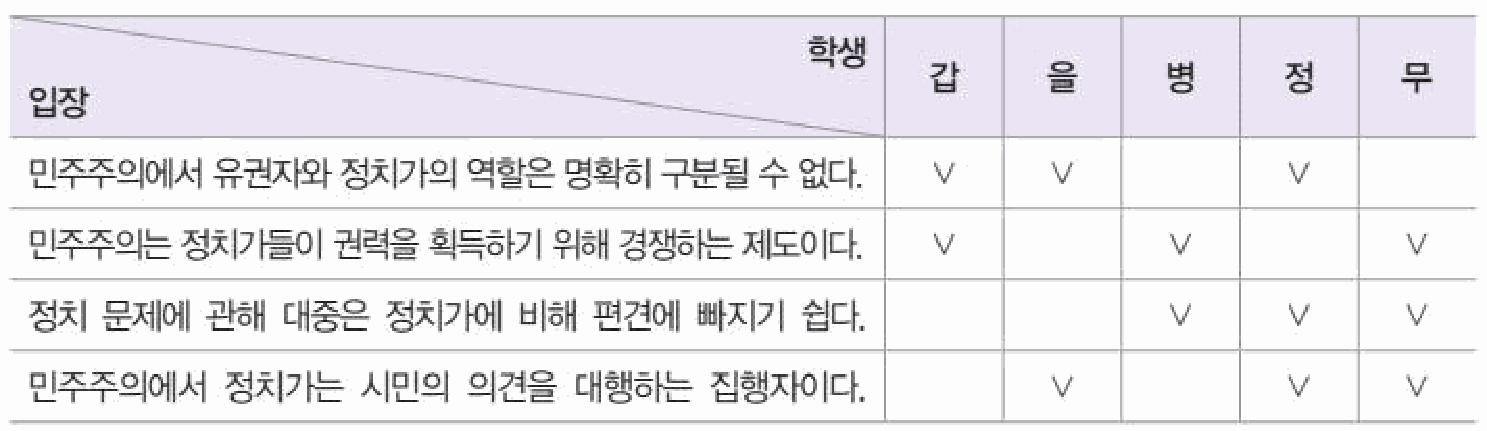 학생 갑 을 병 정 무
입장
민주주의에서 유권자와 정치가의 역할은 명확히 구분될 수 없다. ∨ ∨ ∨
민주주의는 정치가들이 권력을 획득하기 위해 경쟁하는 제도이다. ∨ ∨ ∨
정치 문제에 관해 대중은 정치가에 비해 편견에 빠지기 쉽다. ∨ ∨ ∨
민주주의에서 정치가는 시민의 의견을 대행하는 집행자이다. ∨ ∨ ∨